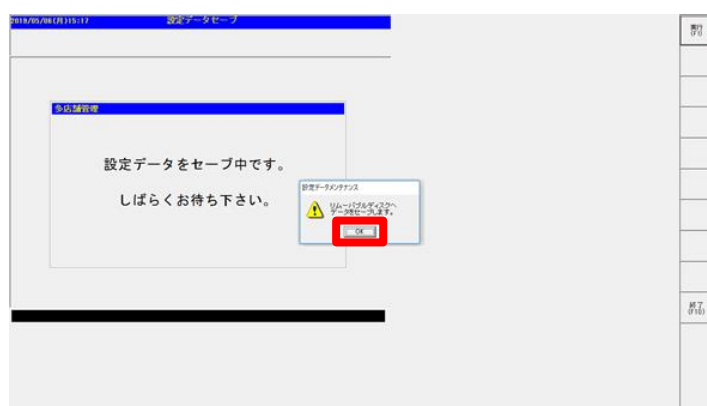 2019/05/06(月)15:17 設定データセーブ
実行
(F1)
多店舗管理
設定データをセーブ中です。
しばらくお待ち下さい。
設定データメンテナンス
リムーバブルディスクへ
データをセーブします。
OK
終了
(F10)